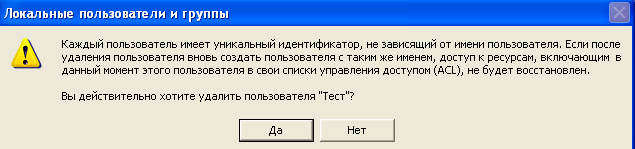 Локальные пользователи и группы
Каждый пользователь имеет уникальный идентификатор, не зависящий от имени пользователя. Если после
удаления пользователя вновь создать пользователя с таким же именем, доступ к ресурсам, включающим в
данный момент этого пользователя в свои списки управления доступом (ACL), не будет восстановлен.
Вы действительно хотите удалить пользователя "Тест"?
Да Нет